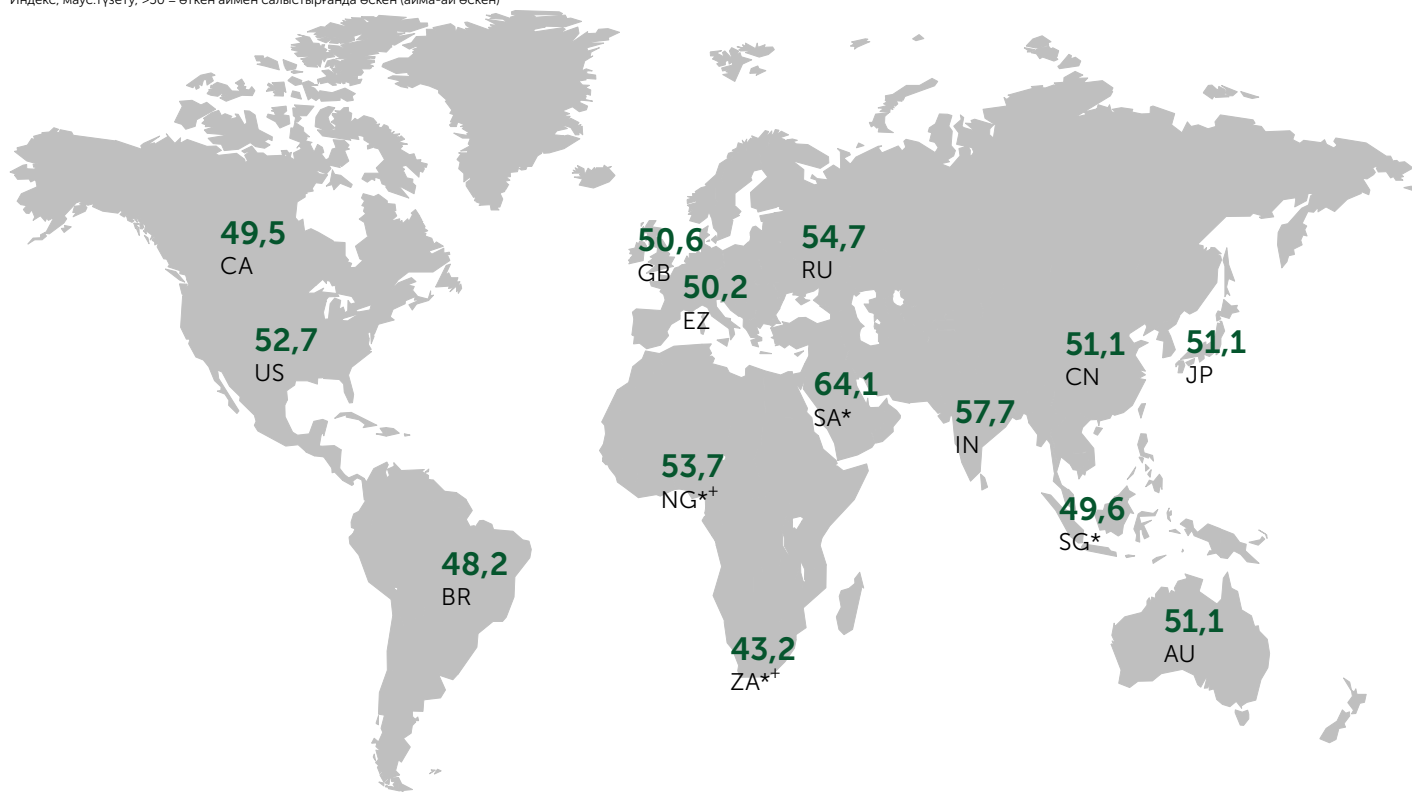 Индекс, маус.түзету, >50 = өткен аймен салыстырғанда өскен (айма-ай өскен)
49,5
CA
50,6
GB
54,7
RU
50,2
EZ
52,7
US
51,1
CN
51,1
JP
64,1
SA*
57,7
IN
53,7
NG*⁺
49,6
SG*
48,2
BR
51,1
AU
43,2
ZA*⁺